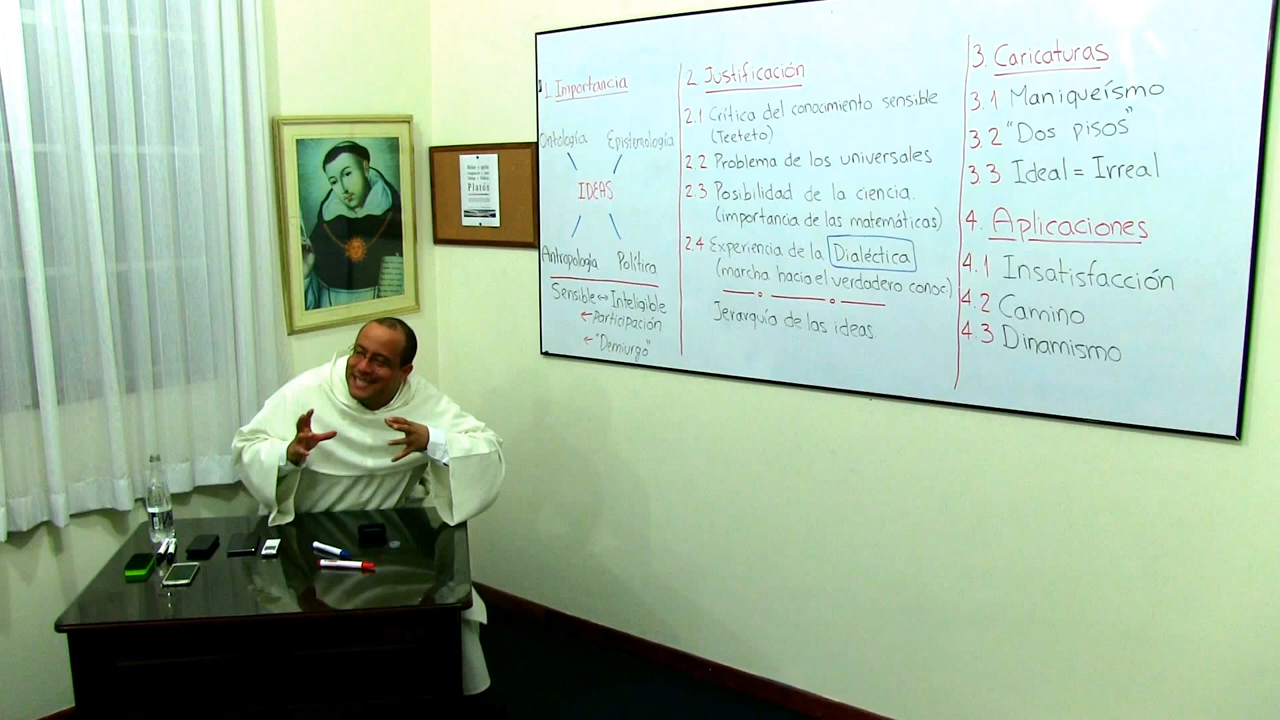 Platón
1. Importancia
Ontología Epistemología
IDEAS
Antropología Política
Sensible ↔ Inteligible
← Participación
← "Demiurgo"
2. Justificación
2.1 Crítica del conocimiento sensible
(Teeteto)
2.2 Problema de los universales
2.3 Posibilidad de la ciencia.
(importancia de las matemáticas)
2.4 Experiencia de la Dialéctica
(marcha hacia el verdadero conoc)
Jerarquía de las ideas.
3. Caricaturas
3.1 Maniqueísmo
3.2 "Dos pisos"
3.3 Ideal = Irreal
4. Aplicaciones
4.1 Insatisfacción
4.2 Camino
4.3 Dinamismo